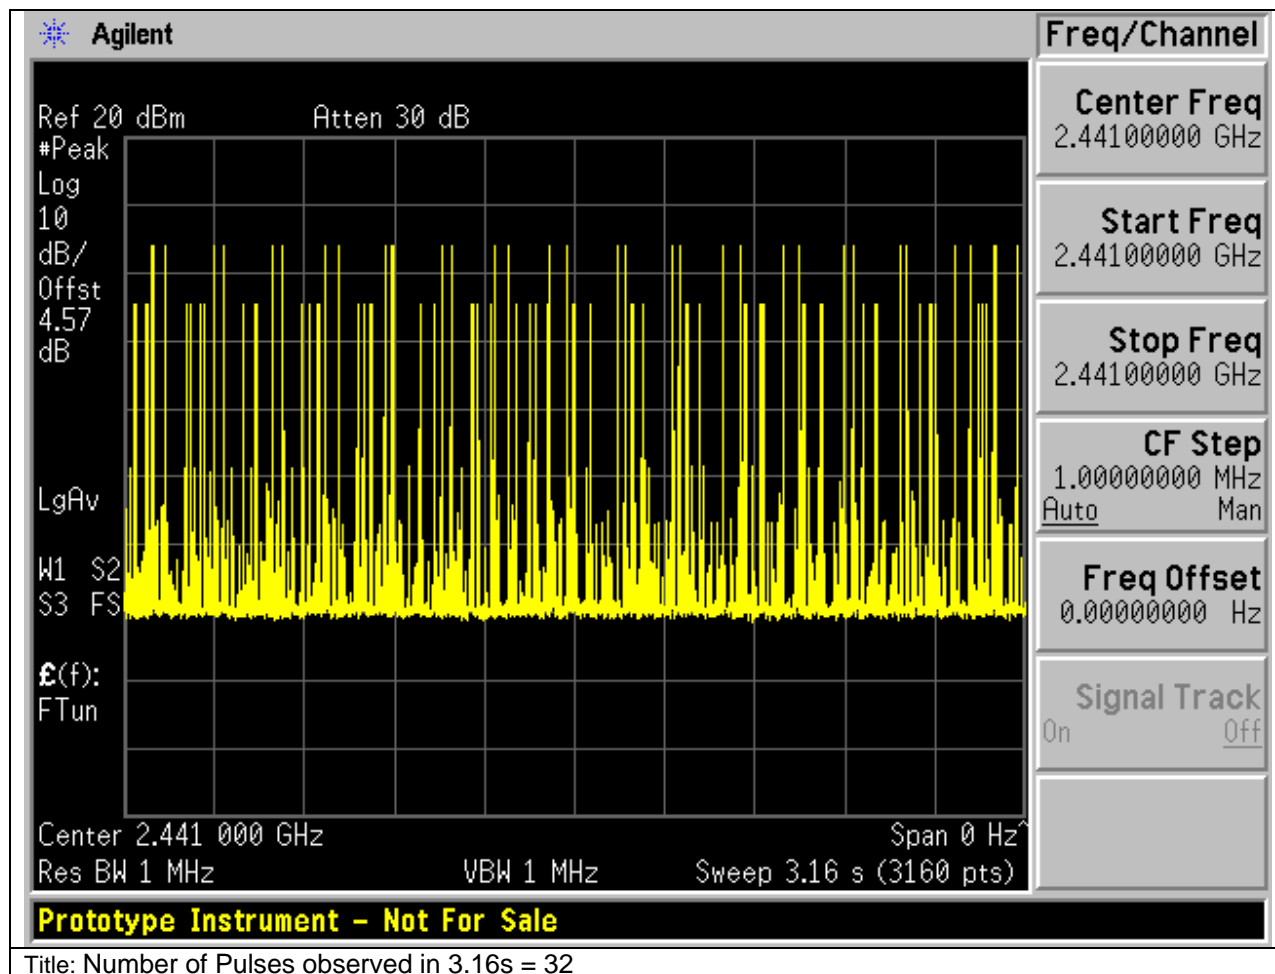 Agilent
Freq/Channel
Ref 20 dBm Atten 30 dB
#Peak
Log
10
dB/
Offst
4.57
dB
LgAv
W1 S2
S3 FS
£(f):
FTun
Center 2.441 000 GHz Span 0 Hz^
Res BW 1 MHz VBW 1 MHz Sweep 3.16 s (3160 pts)
Center Freq
2.44100000 GHz
Start Freq
2.44100000 GHz
Stop Freq
2.44100000 GHz
CF Step
1.00000000 MHz
Auto Man
Freq Offset
0.00000000 Hz
Signal Track
On Off
Prototype Instrument – Not For Sale
Title: Number of Pulses observed in 3.16s = 32